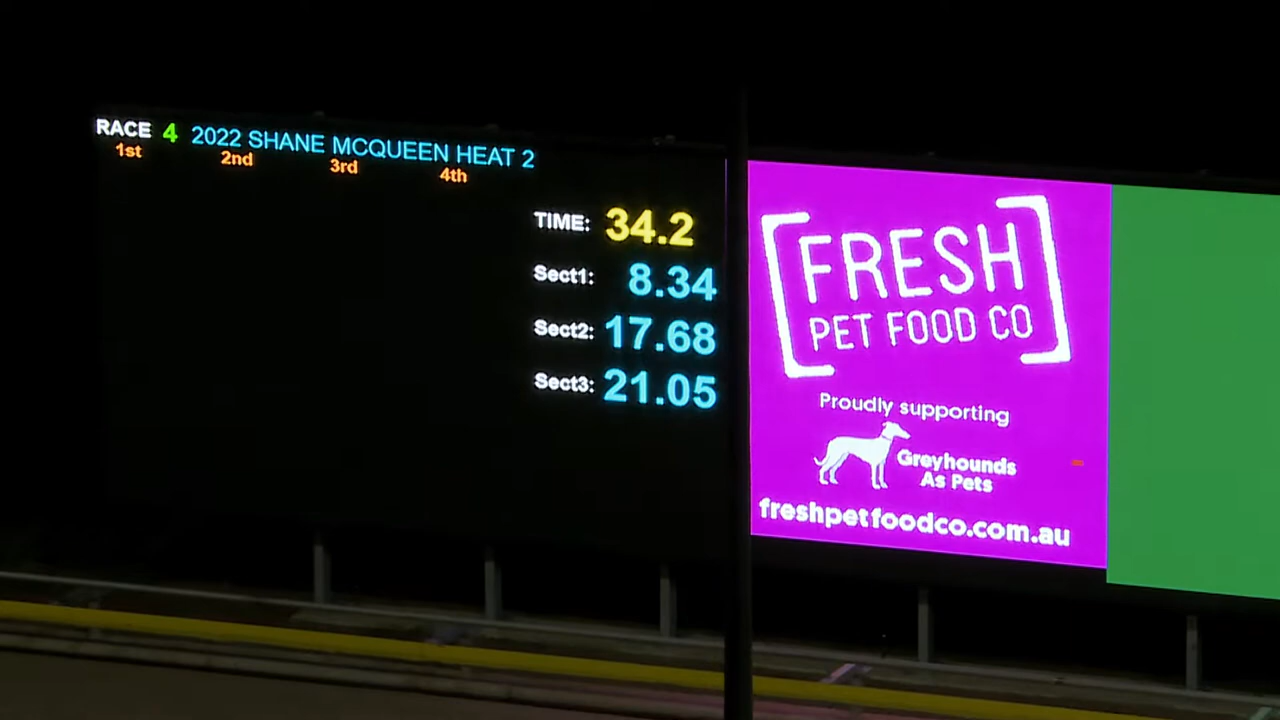 RACE 4 2022 SHANE MCQUEEN HEAT 2
1st 2nd 3rd 4th
TIME: 34.2
Sect1: 8.34
Sect2: 17.68
Sect3: 21.05
FRESH
PET FOOD CO
Proudly supporting
Greyhounds
As Pets
freshpetfoodco.com.au